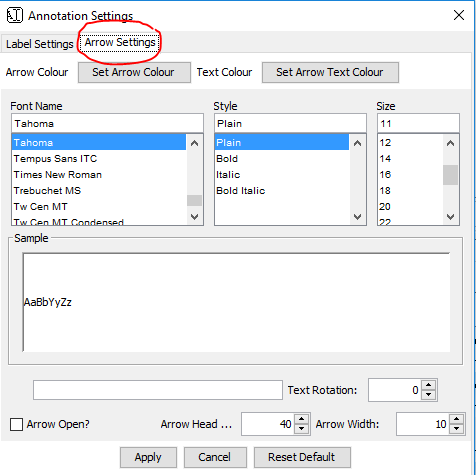 Annotation Settings
Label Settings Arrow Settings
Arrow Colour Set Arrow Colour Text Colour Set Arrow Text Colour
Font Name Style Size
Tahoma Plain 11
Tahoma Plain 12
Tempus Sans ITC Bold 14
Times New Roman Italic 16
Trebuchet MS Bold Italic 18
Tw Cen MT 20
Tw Cen MT Condensed 22
Sample
AaBbYyZz
Text Rotation: 0
Arrow Open? Arrow Head ... 40 Arrow Width: 10
Apply Cancel Reset Default